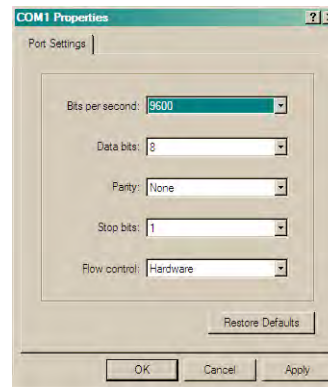 COM1 Properties
Port Settings
Bits per second: 9600
Data bits: 8
Parity: None
Stop bits: 1
Flow control: Hardware
Restore Defaults
OK Cancel Apply